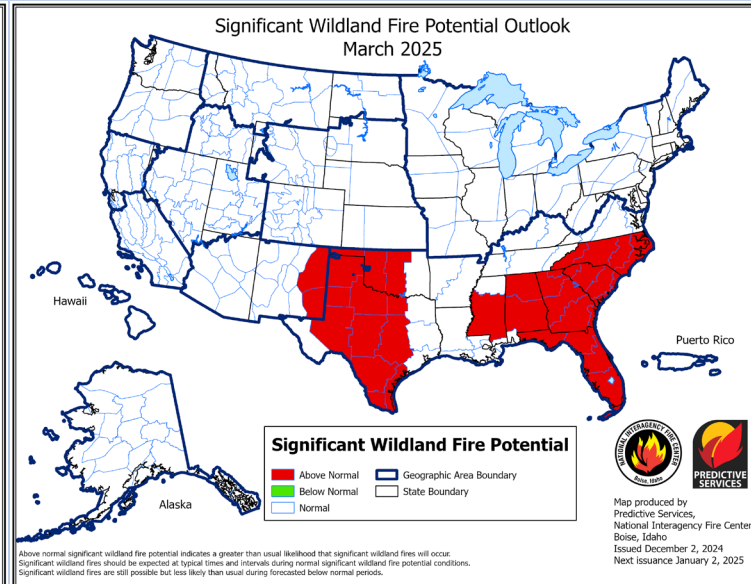 Significant Wildland Fire Potential Outlook
March 2025
Hawaii
Puerto Rico
Alaska
Significant Wildland Fire Potential
Above Normal
Below Normal
Normal
Geographic Area Boundary
State Boundary
NATIONAL INTERAGENCY FIRE CENTER
Boise, Idaho
PREDICTIVE
SERVICES
Map produced by
Predictive Services,
National Interagency Fire Center
Boise, Idaho
Issued December 2, 2024
Next issuance January 2, 2025
Above normal significant wildland fire potential indicates a greater than usual likelihood that significant wildland fires will occur.
Significant wildland fires should be expected at typical times and intervals during normal significant wildland fire potential conditions.
Significant wildland fires are still possible but less likely than usual during forecasted below normal periods.